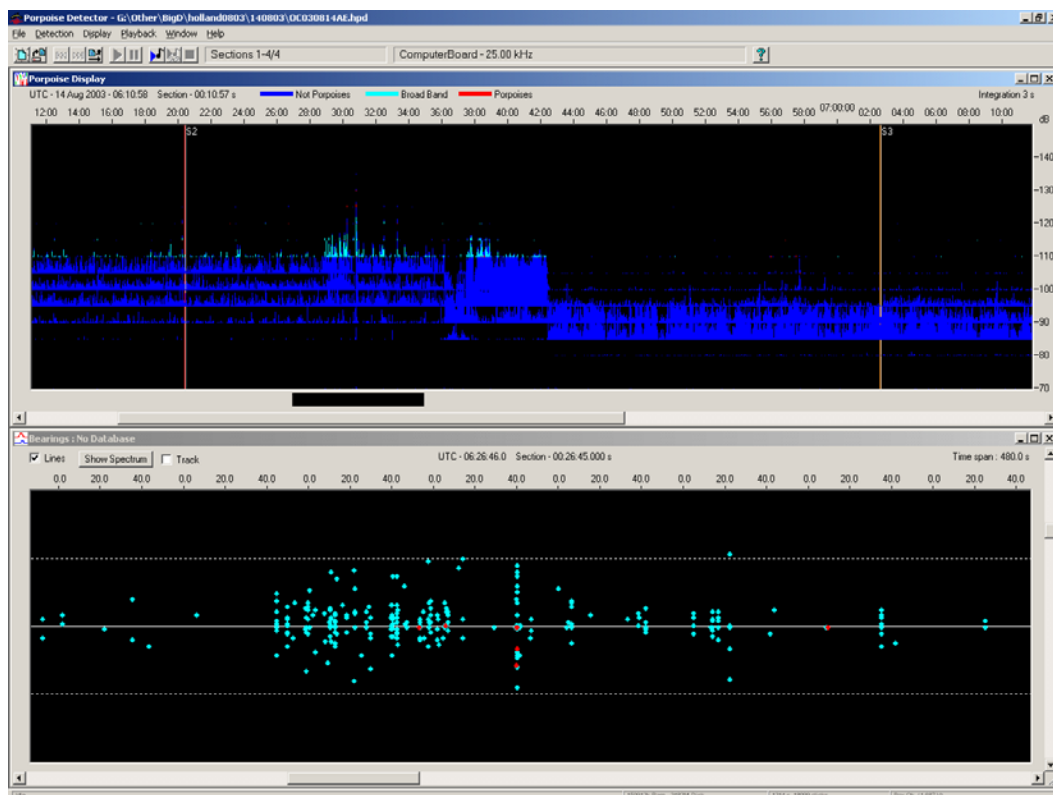 Porpoise Detector - G:\Other\BigD\holland0803\140803\OC030814AE.hpd
File Detection Display Playback Window Help
Sections 1-4/4 ComputerBoard - 25.00 kHz
Porpoise Display
UTC - 14 Aug 2003 - 06:10:58 Section - 00:10:57 s Not Porpoises Broad Band Porpoises Integration 3 s
12:00 14:00 16:00 18:00 20:00 22:00 24:00 26:00 28:00 30:00 32:00 34:00 36:00 38:00 40:00 42:00 44:00 46:00 48:00 50:00 52:00 54:00 56:00 58:00 07:00:00 02:00 04:00 06:00 08:00 10:00
dB
S2 S3
-140
-130
-120
-110
-100
-90
-80
-70
Bearings : No Database
Lines Show Spectrum Track UTC - 06:26:46.0 Section - 00:26:45.000 s Time span : 480.0 s
0.0 20.0 40.0 0.0 20.0 40.0 0.0 20.0 40.0 0.0 20.0 40.0 0.0 20.0 40.0 0.0 20.0 40.0 0.0 20.0 40.0 0.0 20.0 40.0